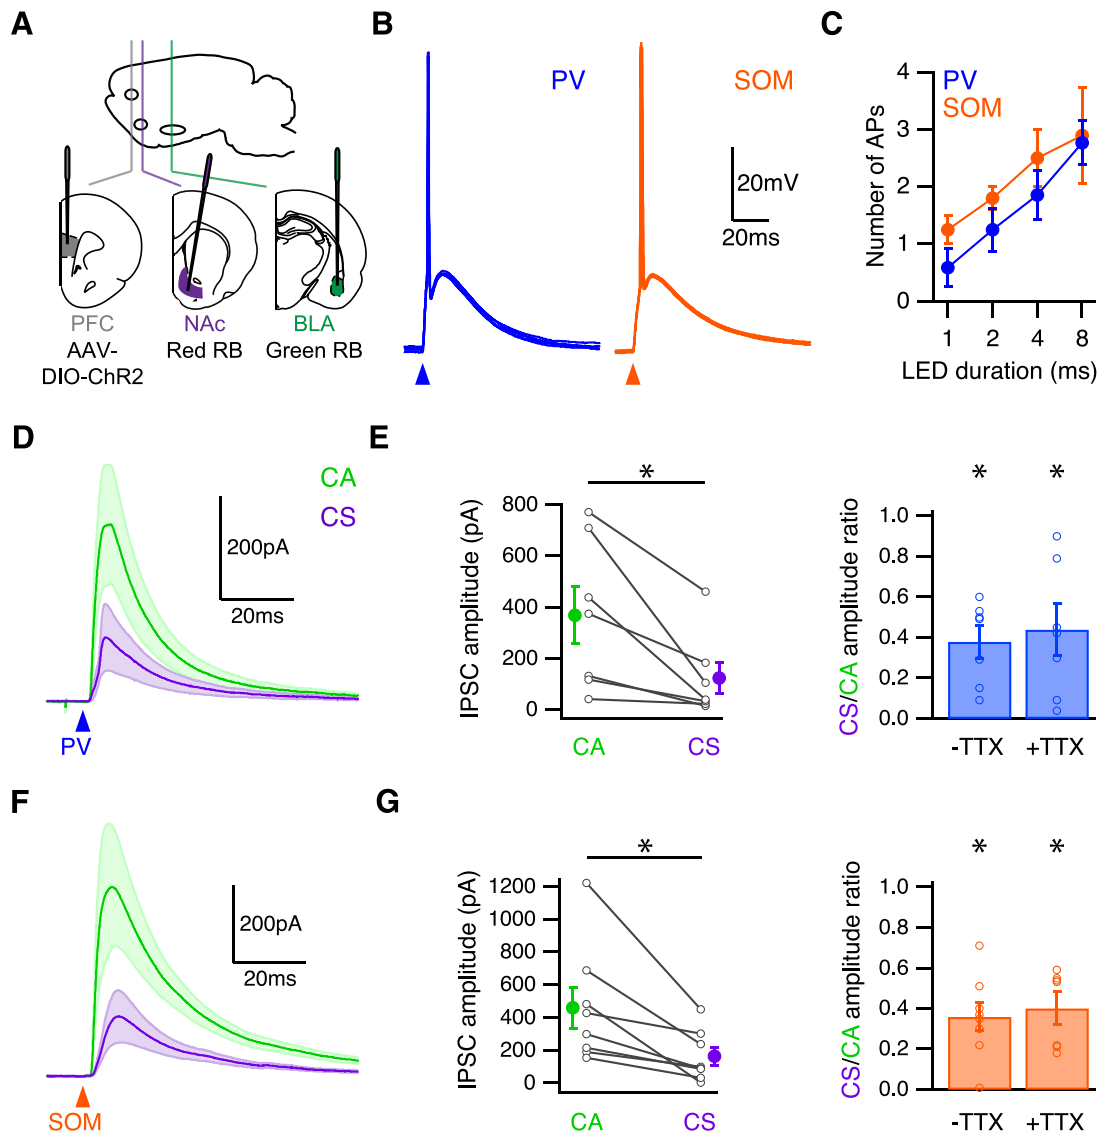 A
PFC
AAV-
DIO-ChR2
NAc
Red RB
BLA
Green RB
B
PV
SOM
20mV
20ms
C
PV
SOM
Number of APs
4
3
2
1
0
1 2 4 8
LED duration (ms)
D
CA
CS
200pA
20ms
PV
E
*
IPSC amplitude (pA)
800
600
400
200
0
CA CS
* *
CS/CA amplitude ratio
1.0
0.8
0.6
0.4
0.2
0.0
-TTX +TTX
F
200pA
20ms
SOM
G
*
IPSC amplitude (pA)
1200
1000
800
600
400
200
0
CA CS
* *
CS/CA amplitude ratio
1.0
0.8
0.6
0.4
0.2
0.0
-TTX +TTX